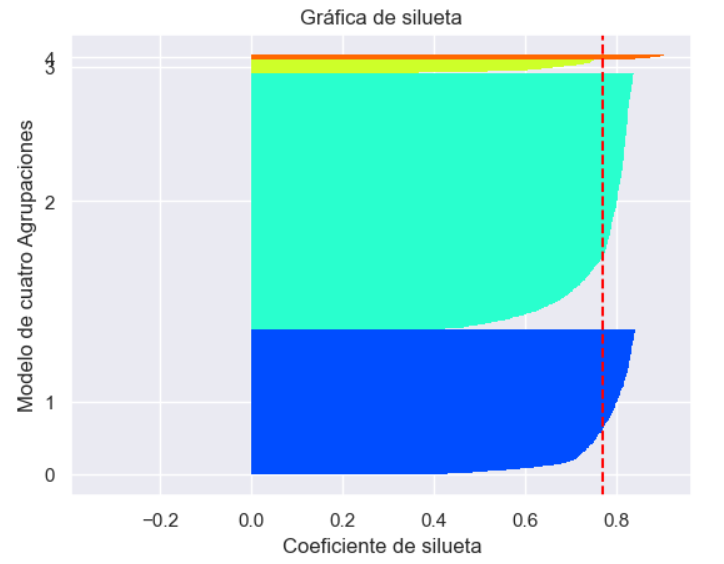 Gráfica de silueta
Modelo de cuatro Agrupaciones
4
3
2
1
0
−0.2 0.0 0.2 0.4 0.6 0.8
Coeficiente de silueta